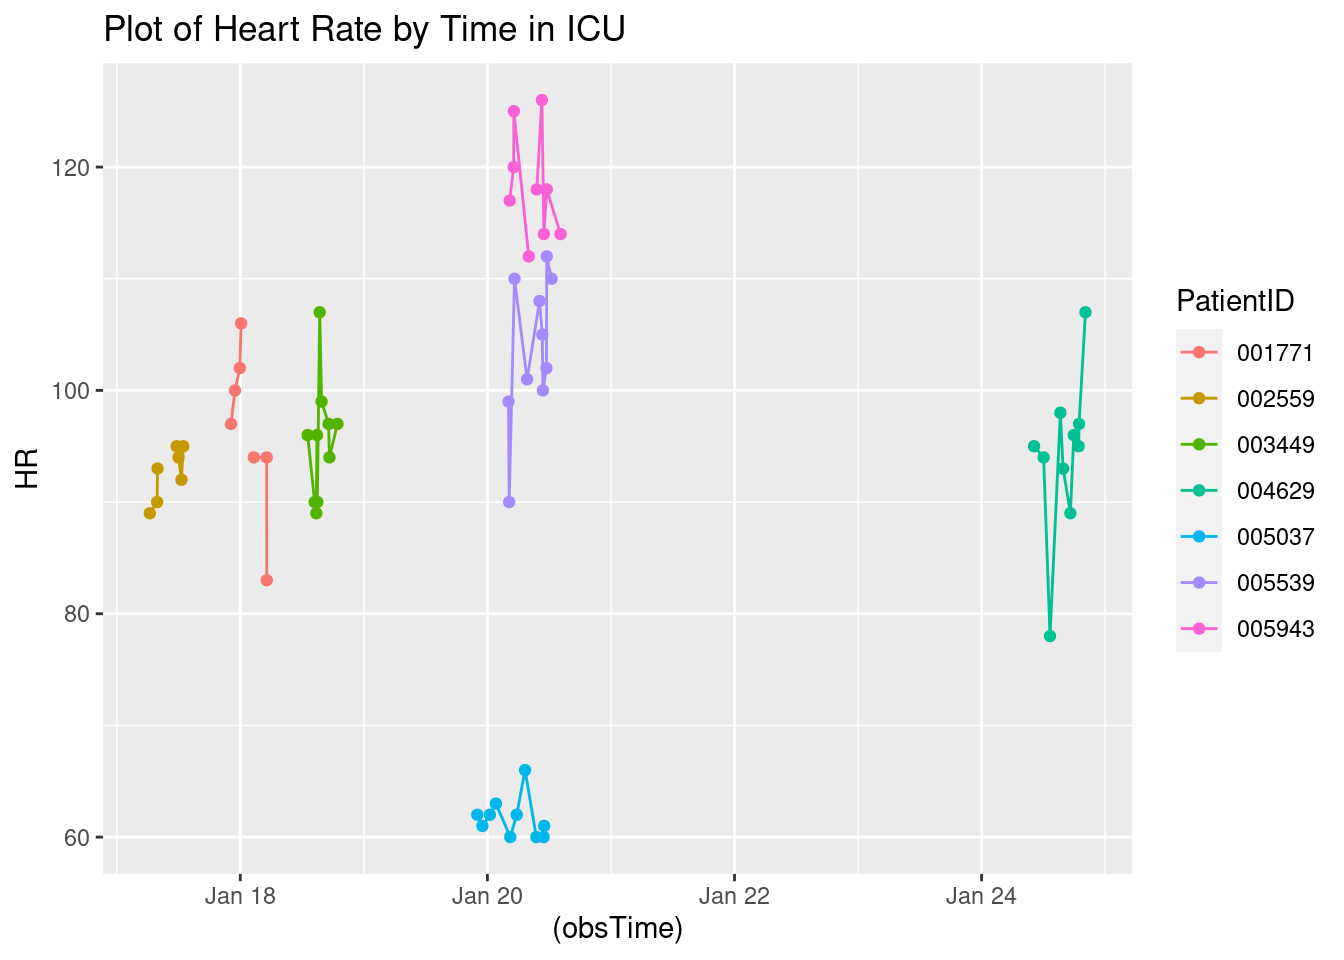 Plot of Heart Rate by Time in ICU
HR
120
100
80
60
Jan 18
Jan 20
Jan 22
Jan 24
(obsTime)
PatientID
001771
002559
003449
004629
005037
005539
005943